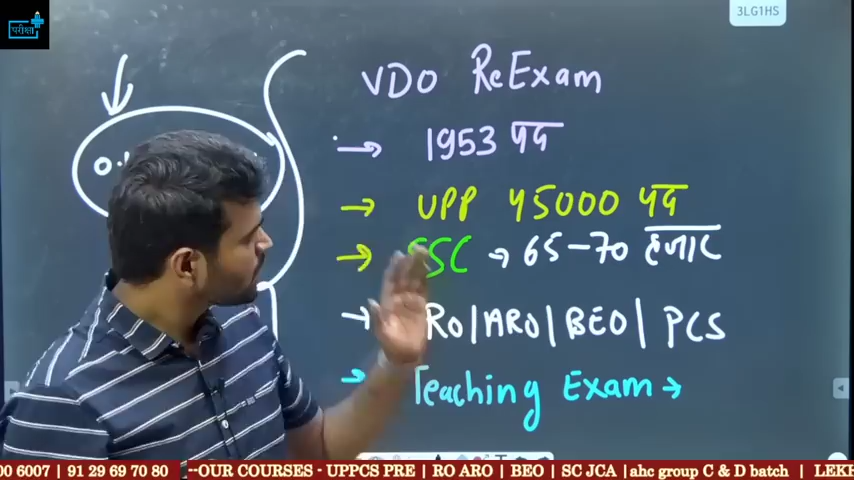 परीक्षा
3LG1HS
VDO ReExam
→ 1953 पद
→ UPP 45000 पद
→ SSC → 65-70 हजार
→ RO|ARO|BEO| PCS
→ Teaching Exam →
00 6007 | 91 29 69 70 80 --OUR COURSES - UPPCS PRE | RO ARO | BEO | SC JCA |ahc group C & D batch | LEKH